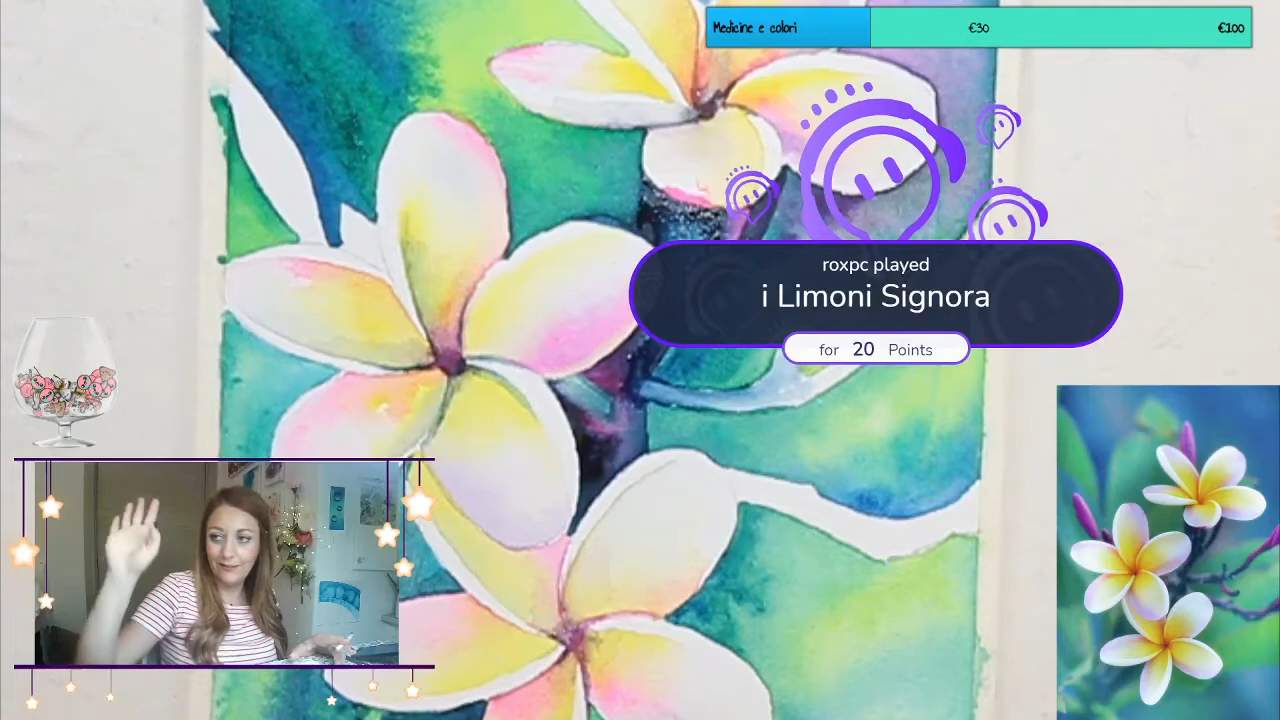 Medicine e colori €30 €100
roxpc played
i Limoni Signora
for 20 Points